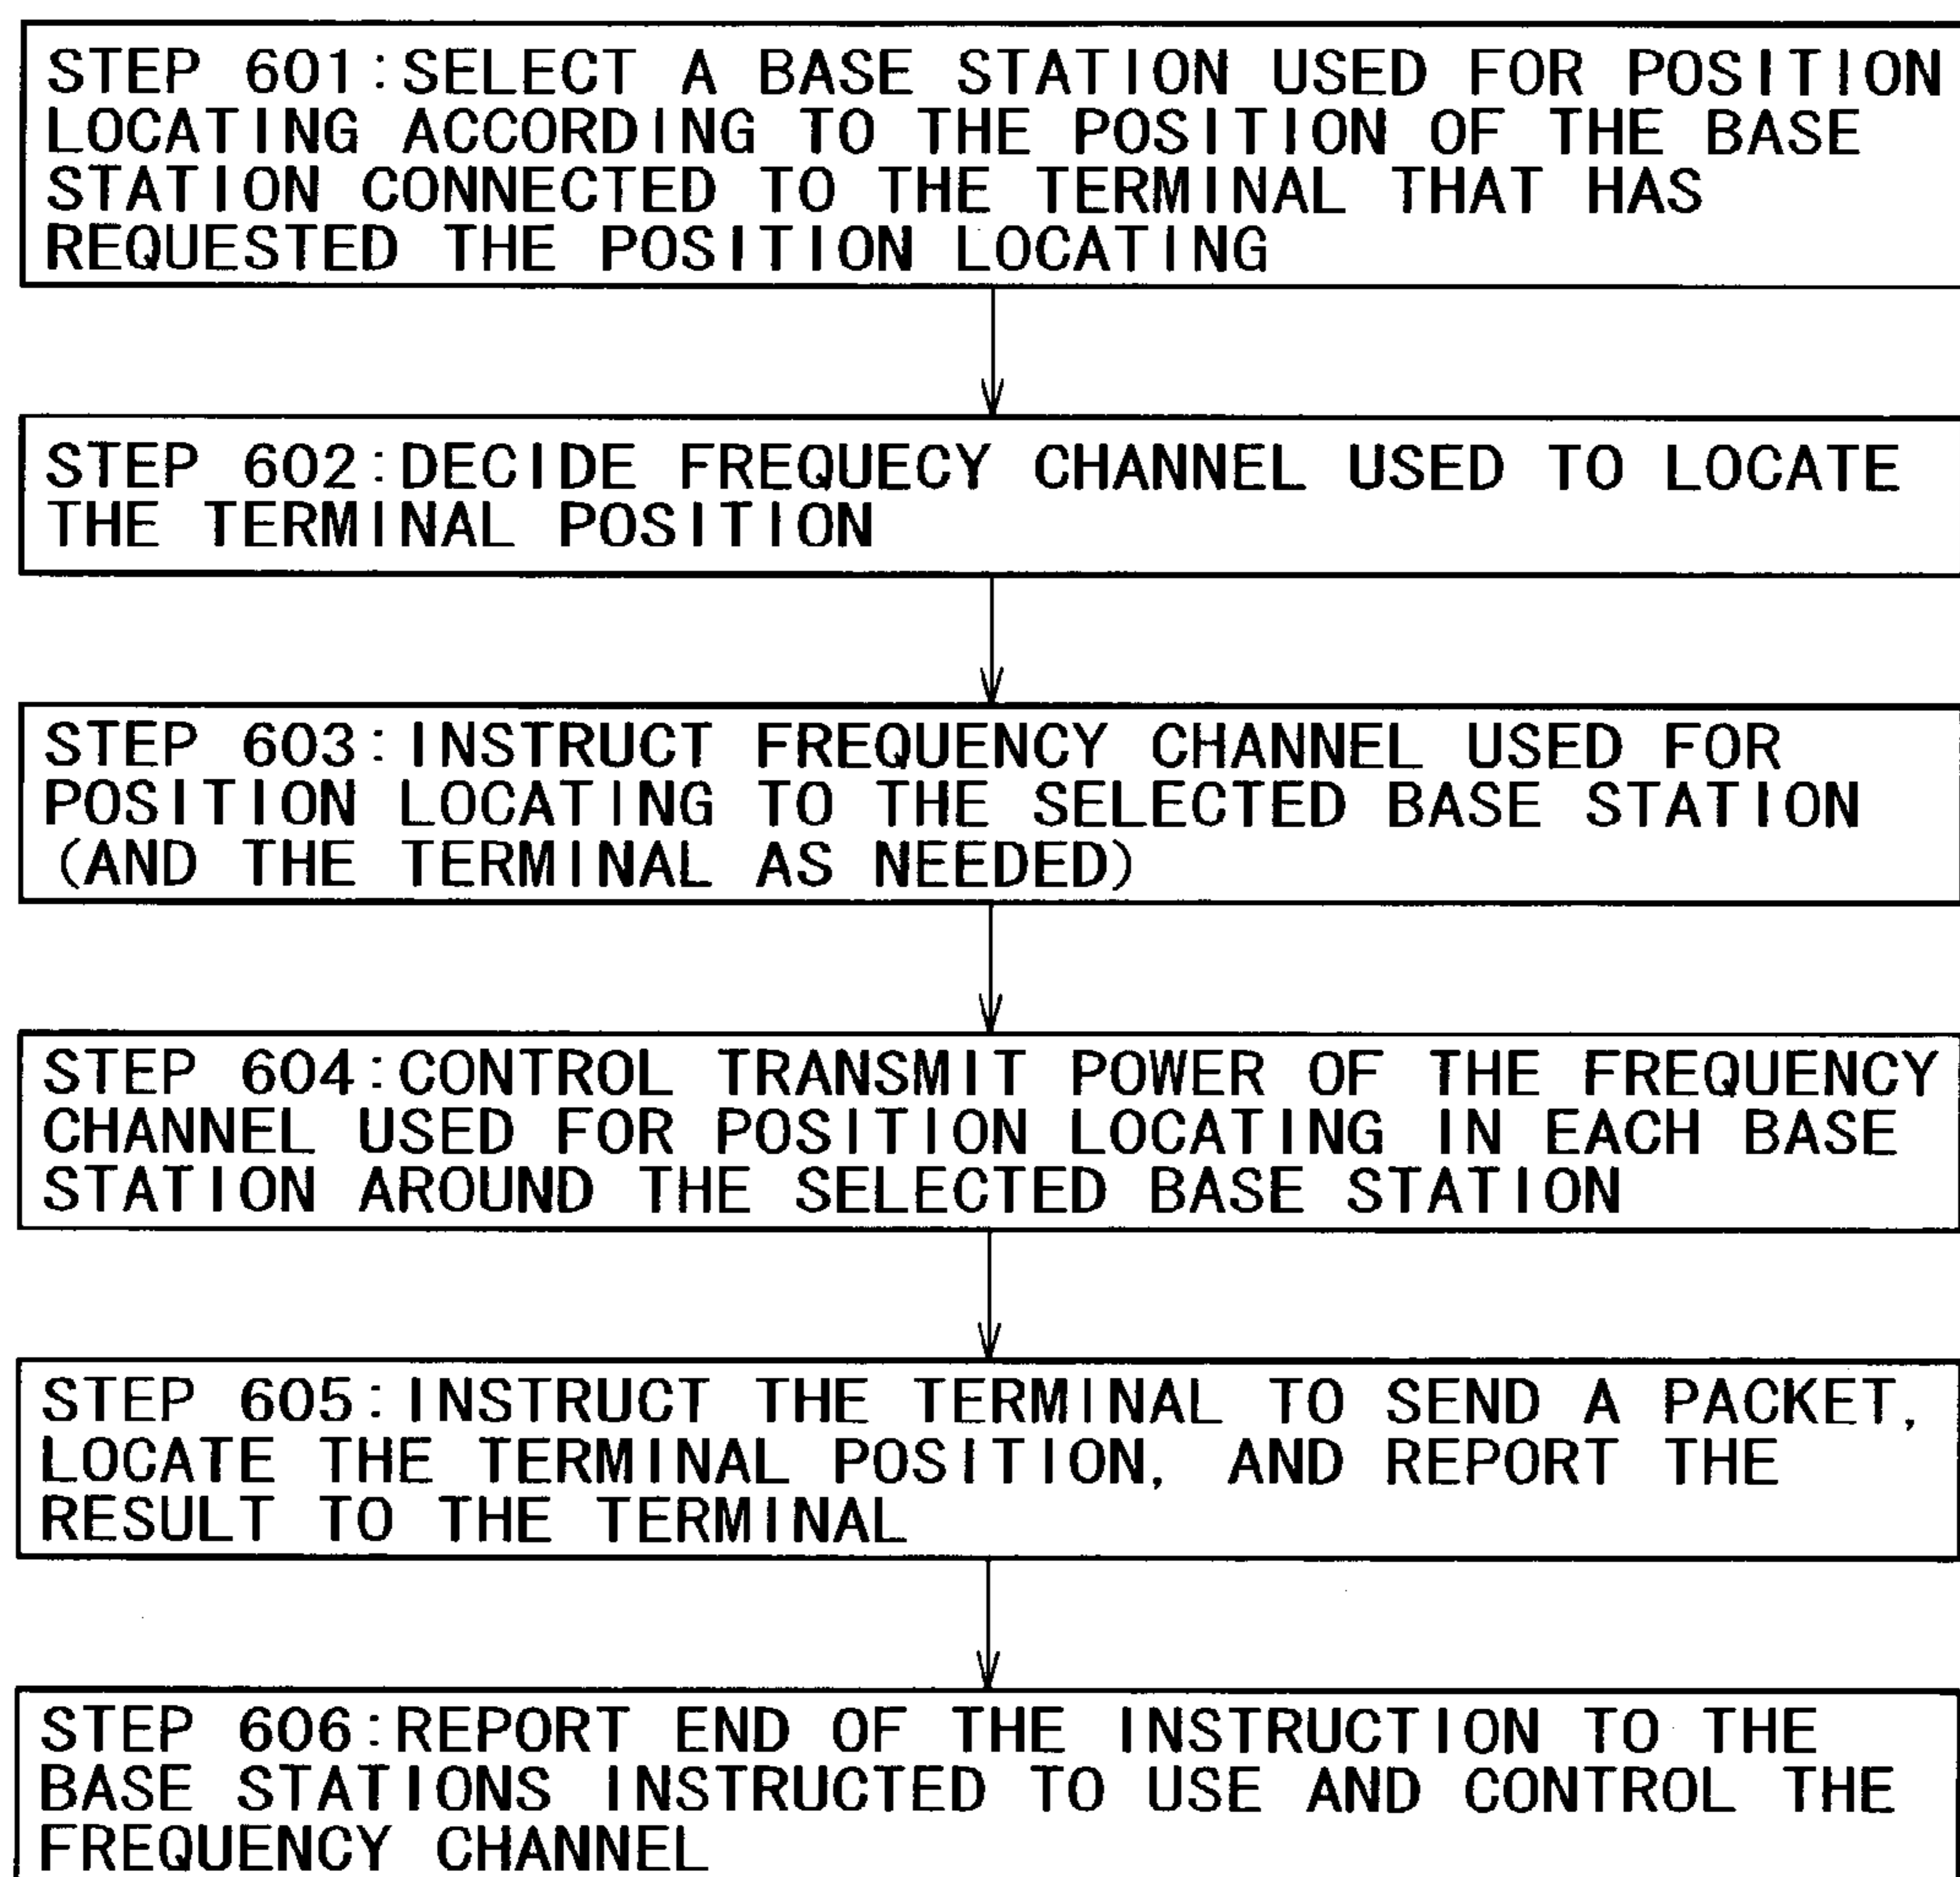 STEP 601:SELECT A BASE STATION USED FOR POSITION
LOCATING ACCORDING TO THE POSITION OF THE BASE
STATION CONNECTED TO THE TERMINAL THAT HAS
REQUESTED THE POSITION LOCATING
STEP 602:DECIDE FREQUECY CHANNEL USED TO LOCATE
THE TERMINAL POSITION
STEP 603:INSTRUCT FREQUENCY CHANNEL USED FOR
POSITION LOCATING TO THE SELECTED BASE STATION
(AND THE TERMINAL AS NEEDED)
STEP 604:CONTROL TRANSMIT POWER OF THE FREQUENCY
CHANNEL USED FOR POSITION LOCATING IN EACH BASE
STATION AROUND THE SELECTED BASE STATION
STEP 605:INSTRUCT THE TERMINAL TO SEND A PACKET,
LOCATE THE TERMINAL POSITION, AND REPORT THE
RESULT TO THE TERMINAL
STEP 606:REPORT END OF THE INSTRUCTION TO THE
BASE STATIONS INSTRUCTED TO USE AND CONTROL THE
FREQUENCY CHANNEL